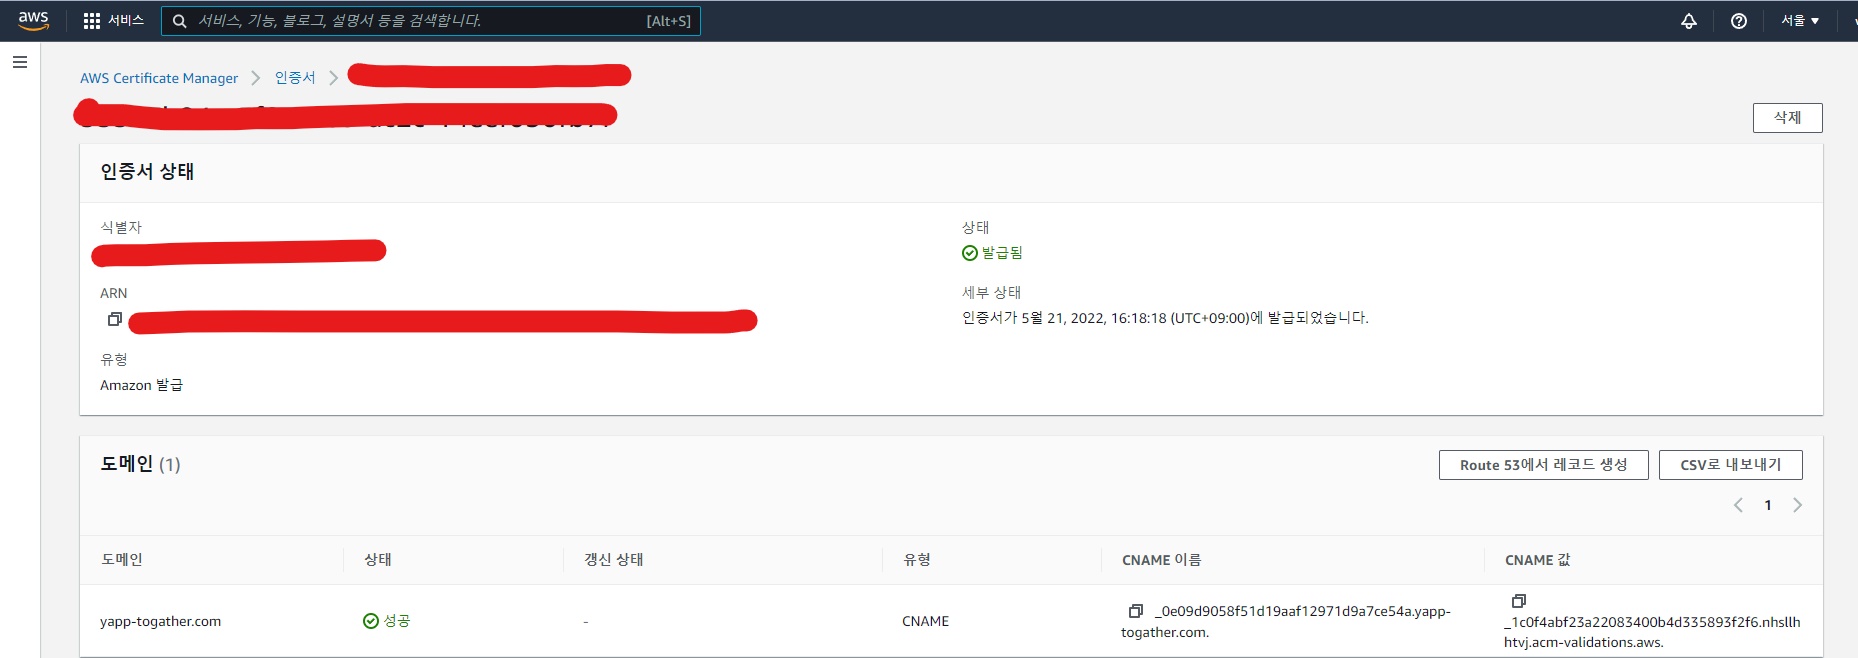 aws
서비스
서비스, 기능, 블로그, 설명서 등을 검색합니다.
[Alt+S]
서울 ▼
AWS Certificate Manager
인증서
삭제
인증서 상태
식별자
상태
발급됨
ARN
세부 상태
인증서가 5월 21, 2022, 16:18:18 (UTC+09:00)에 발급되었습니다.
유형
Amazon 발급
도메인 (1)
Route 53에서 레코드 생성
CSV로 내보내기
1
도메인
상태
갱신 상태
유형
CNAME 이름
CNAME 값
yapp-togather.com
성공
-
CNAME
_0e09d9058f51d19aaf12971d9a7ce54a.yapp-
togather.com.
_1c0f4abf23a22083400b4d335893f2f6.nhsllh
htvj.acm-validations.aws.